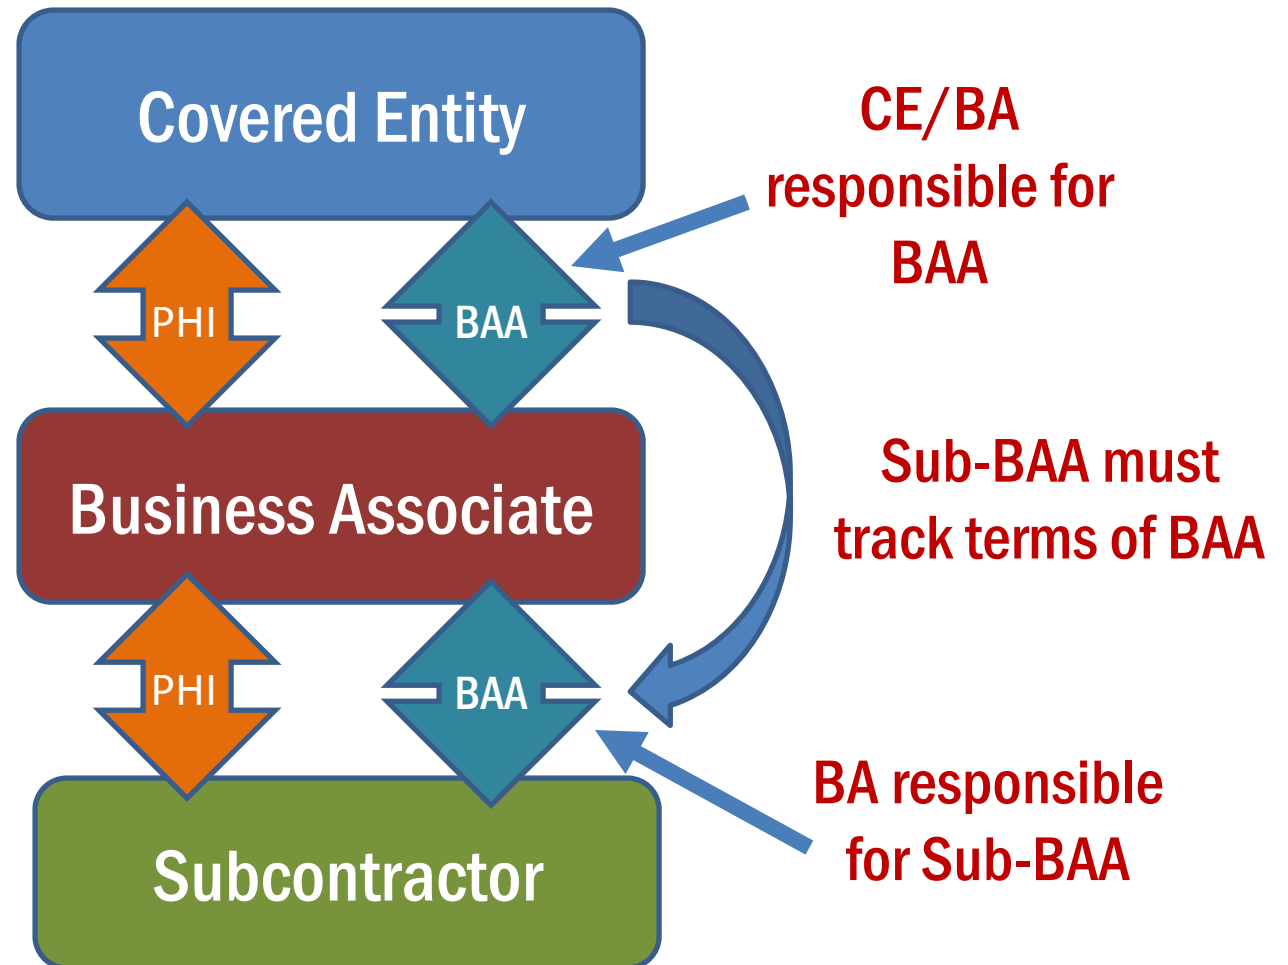 Covered Entity
CE/BA
responsible for
BAA
PHI
BAA
Business Associate
Sub-BAA must
track terms of BAA
PHI
BAA
BA responsible
for Sub-BAA
Subcontractor